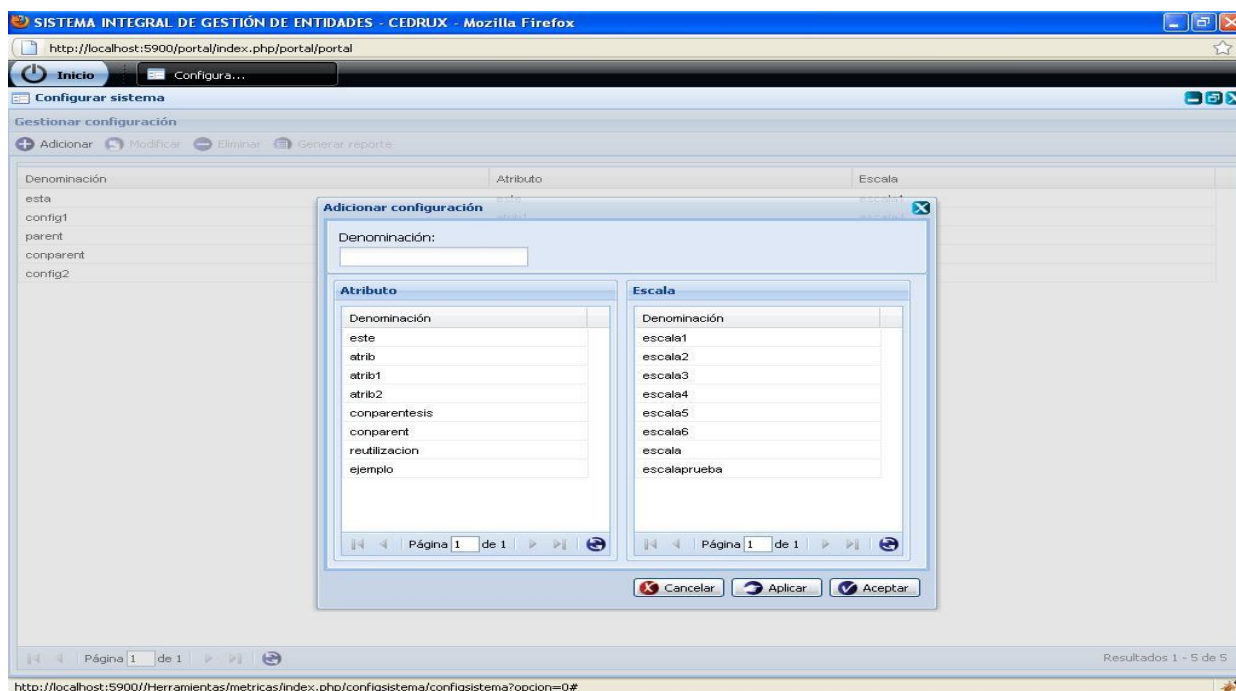 SISTEMA INTEGRAL DE GESTIÓN DE ENTIDADES - CEDRUX - Mozilla Firefox
http://localhost:5900/portal/index.php/portal/portal
Inicio
Configura...
Configurar sistema
Gestionar configuración
Adicionar Modificar Eliminar Generar reporte
Denominación Atributo Escala
esta este escala1
config1 atrib1
parent
conparent
config2
Adicionar configuración
Denominación:
Atributo
Denominación
este
atrib
atrib1
atrib2
conparentesis
conparent
reutilizacion
ejemplo
Página 1 de 1
Escala
Denominación
escala1
escala2
escala3
escala4
escala5
escala6
escala
escalaprueba
Página 1 de 1
Cancelar Aplicar Aceptar
Página 1 de 1
Resultados 1 - 5 de 5
http://localhost:5900//Herramientas/metricas/index.php/configsistema/configsistema?opcion=0#